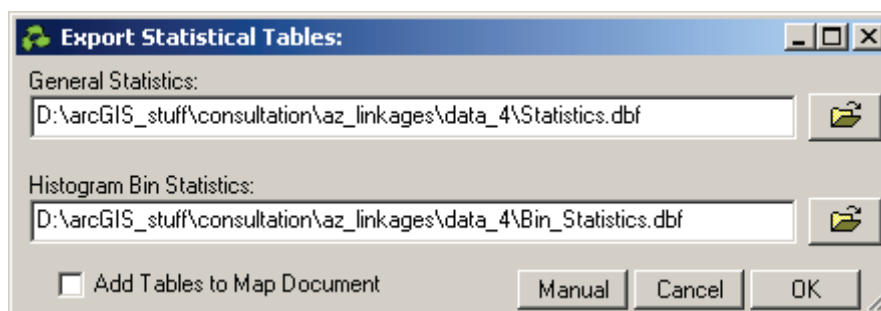 Export Statistical Tables:
General Statistics:
D:\arcGIS_stuff\consultation\az_linkages\data_4\Statistics.dbf
Histogram Bin Statistics:
D:\arcGIS_stuff\consultation\az_linkages\data_4\Bin_Statistics.dbf
Add Tables to Map Document Manual Cancel OK